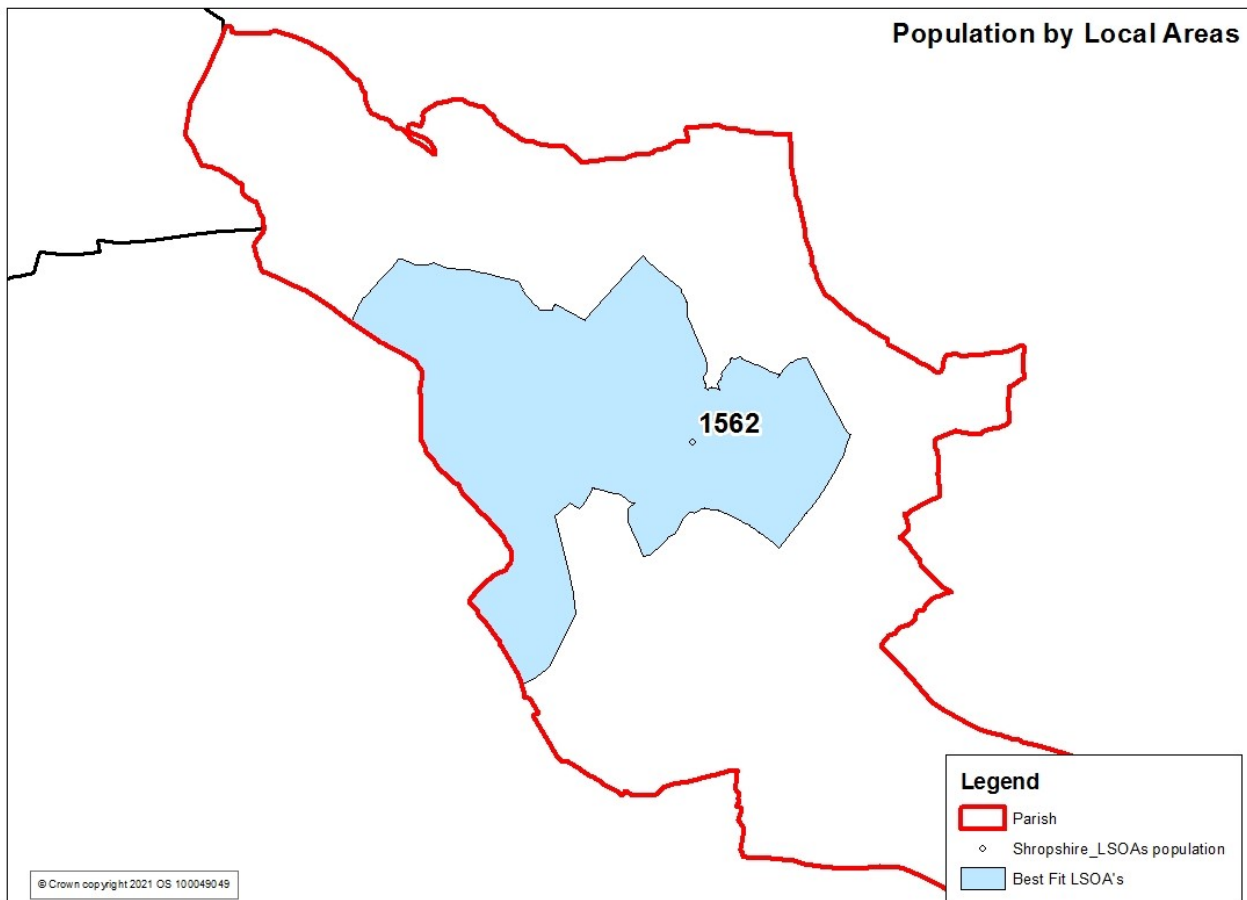 Population by Local Areas
1562
Legend
Parish
Shropshire_LSOAs population
Best Fit LSOA's
© Crown copyright 2021 OS 100049049